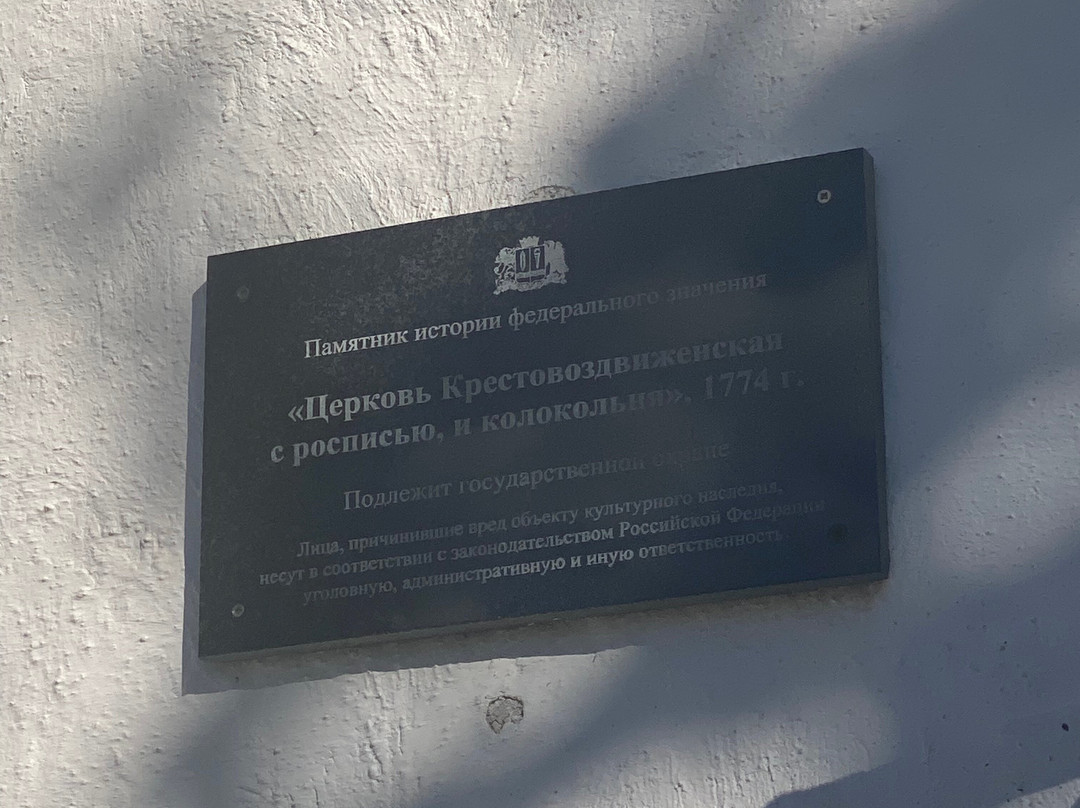 Памятник истории федерального значения
«Церковь Крестовоздвиженская
с росписью, и колокольня», 1774 г.
Подлежит государственной охране
Лица, причинившие вред объекту культурного наследия,
несут в соответствии с законодательством Российской Федерации
уголовную, административную и иную ответственность